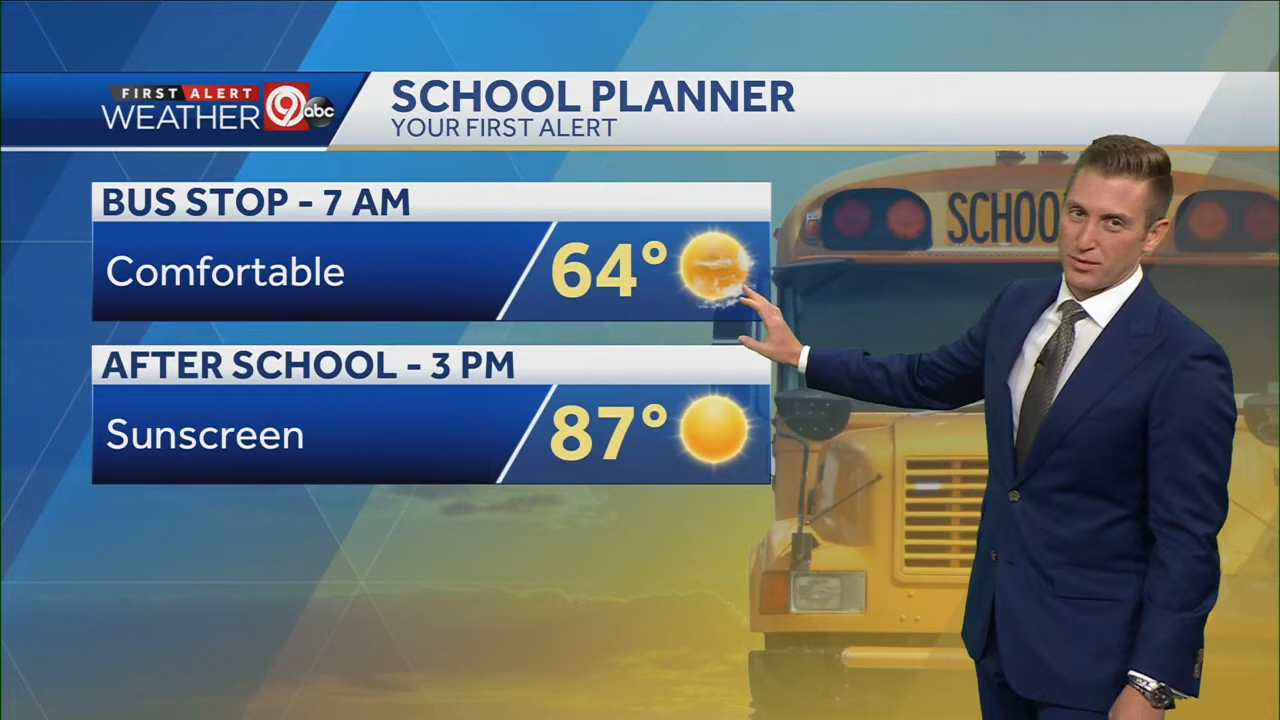 FIRST ALERT
WEATHER 9 abc
SCHOOL PLANNER
YOUR FIRST ALERT
BUS STOP - 7 AM
Comfortable
64°
AFTER SCHOOL - 3 PM
Sunscreen
87°
SCHOO